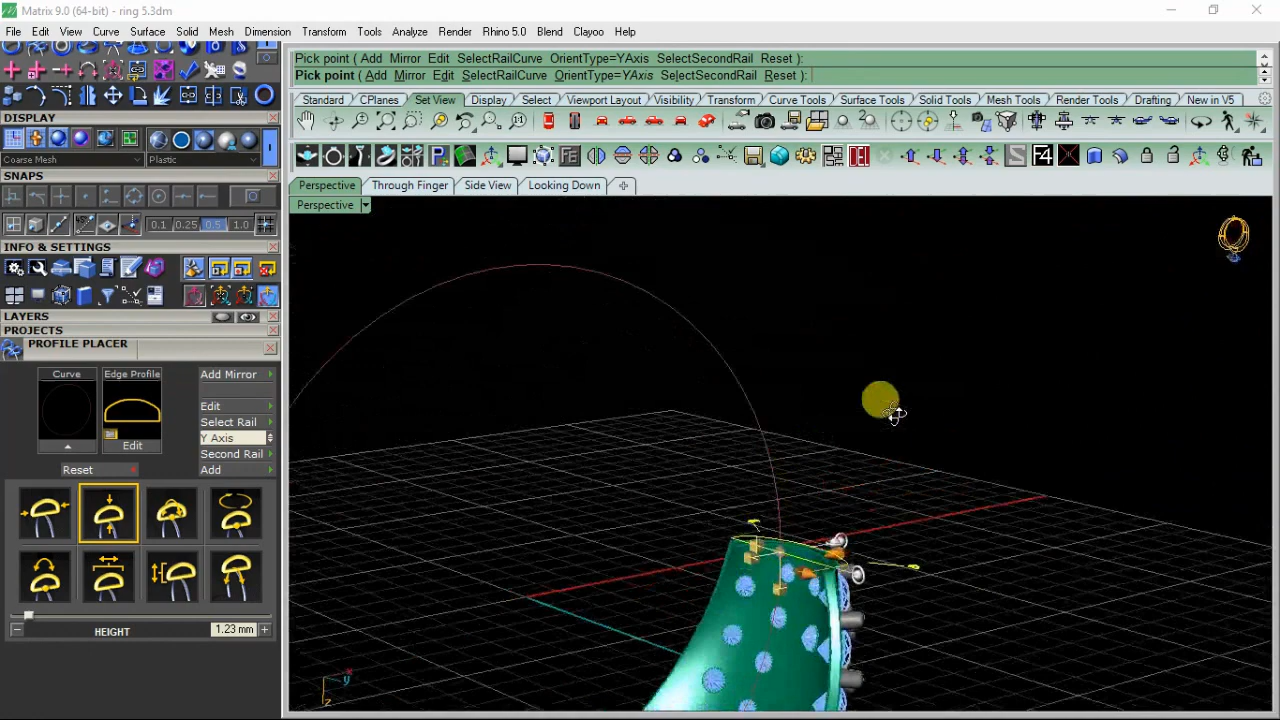 Matrix 9.0 (64-bit) - ring 5.3dm
File Edit View Curve Surface Solid Mesh Dimension Transform Tools Analyze Render Rhino 5.0 Blend Clayoo Help
Pick point ( Add Mirror Edit SelectRailCurve OrientType=YAxis SelectSecondRail Reset ):
Pick point ( Add Mirror Edit SelectRailCurve OrientType=YAxis SelectSecondRail Reset ):
Standard CPlanes Set View Display Select Viewport Layout Visibility Transform Curve Tools Surface Tools Solid Tools Mesh Tools Render Tools Drafting New in V5
DISPLAY
Coarse Mesh Plastic
SNAPS
0.1 0.25 0.5 1.0
INFO & SETTINGS
LAYERS
PROJECTS
PROFILE PLACER
Curve Edge Profile Add Mirror
Edit
Select Rail
Y Axis
Edit Second Rail
Reset Add
HEIGHT 1.23 mm
F4
Perspective Through Finger Side View Looking Down
Perspective
x
y
z